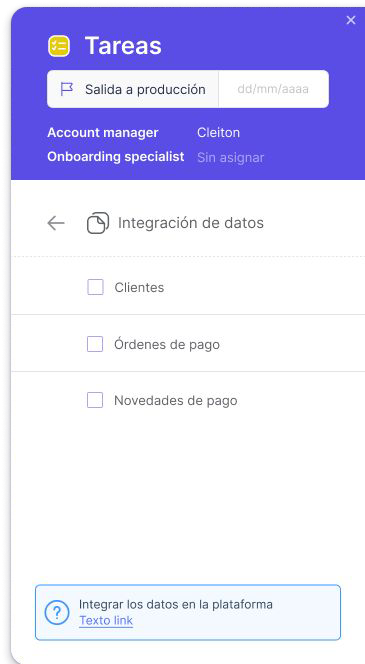 Tareas
Salida a producción dd/mm/aaaa
Account manager Cleiton
Onboarding specialist Sin asignar
Integración de datos
Clientes
Órdenes de pago
Novedades de pago
Integrar los datos en la plataforma
Texto link